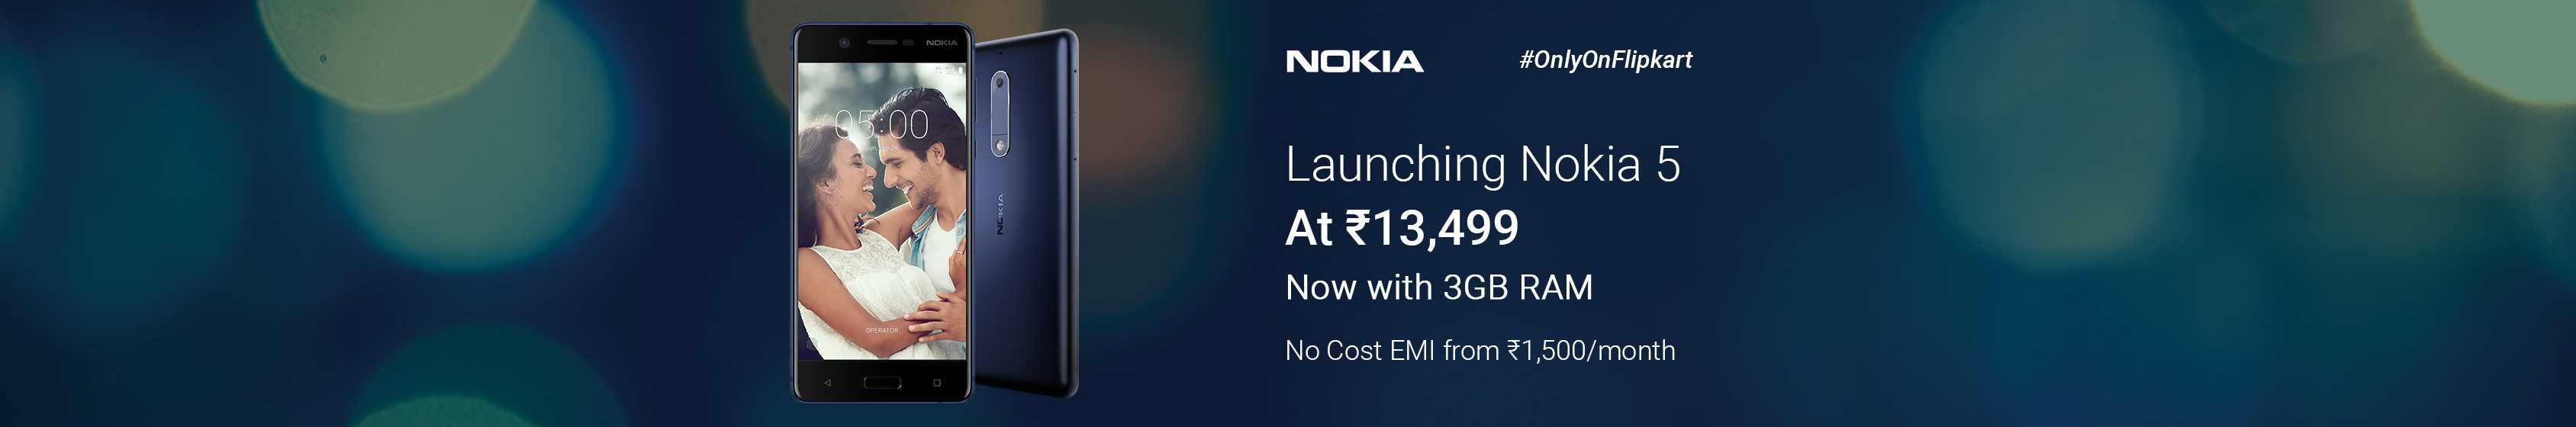 NOKIA
05:00
OPERATOR
NOKIA
NOKIA #OnlyOnFlipkart
Launching Nokia 5
At ₹13,499
Now with 3GB RAM
No Cost EMI from ₹1,500/month